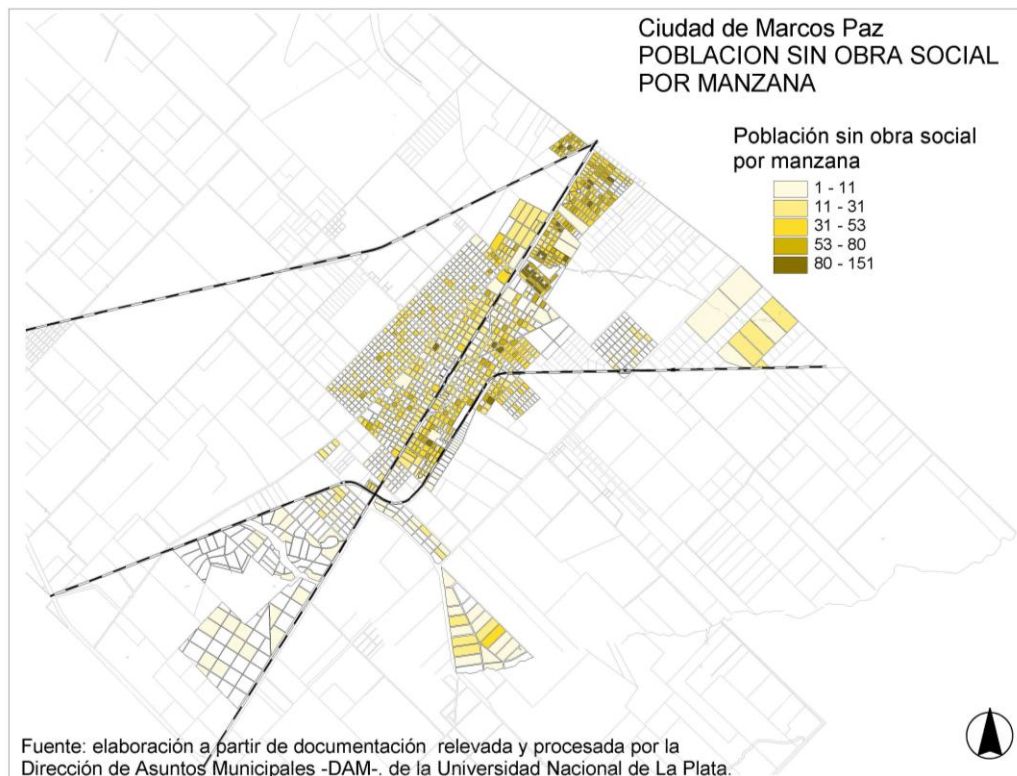 Ciudad de Marcos Paz
POBLACION SIN OBRA SOCIAL
POR MANZANA
Población sin obra social
por manzana
1 - 11
11 - 31
31 - 53
53 - 80
80 - 151
Fuente: elaboración a partir de documentación relevada y procesada por la
Dirección de Asuntos Municipales -DAM-. de la Universidad Nacional de La Plata.